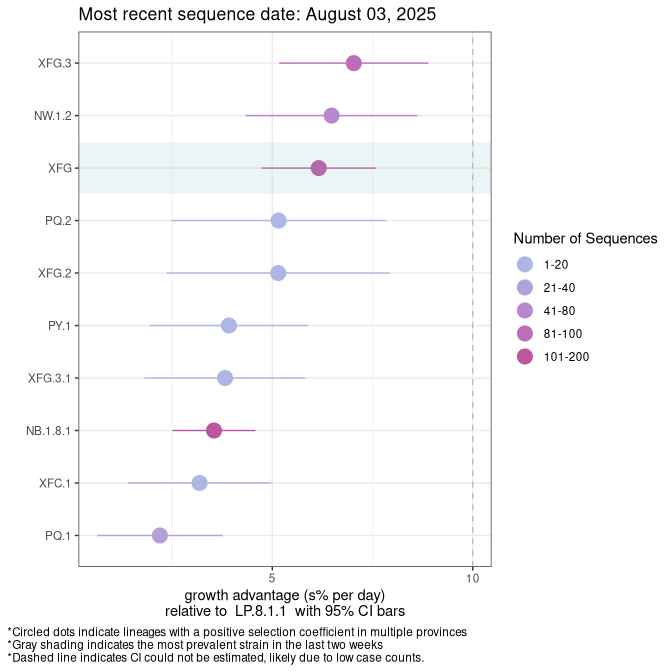 Most recent sequence date: August 03, 2025
XFG.3
NW.1.2
XFG
PQ.2
XFG.2
PY.1
XFG.3.1
NB.1.8.1
XFC.1
PQ.1
5
10
growth advantage (s% per day)
relative to LP.8.1.1 with 95% CI bars
Number of Sequences
1-20
21-40
41-80
81-100
101-200
*Circled dots indicate lineages with a positive selection coefficient in multiple provinces
*Gray shading indicates the most prevalent strain in the last two weeks
*Dashed line indicates CI could not be estimated, likely due to low case counts.